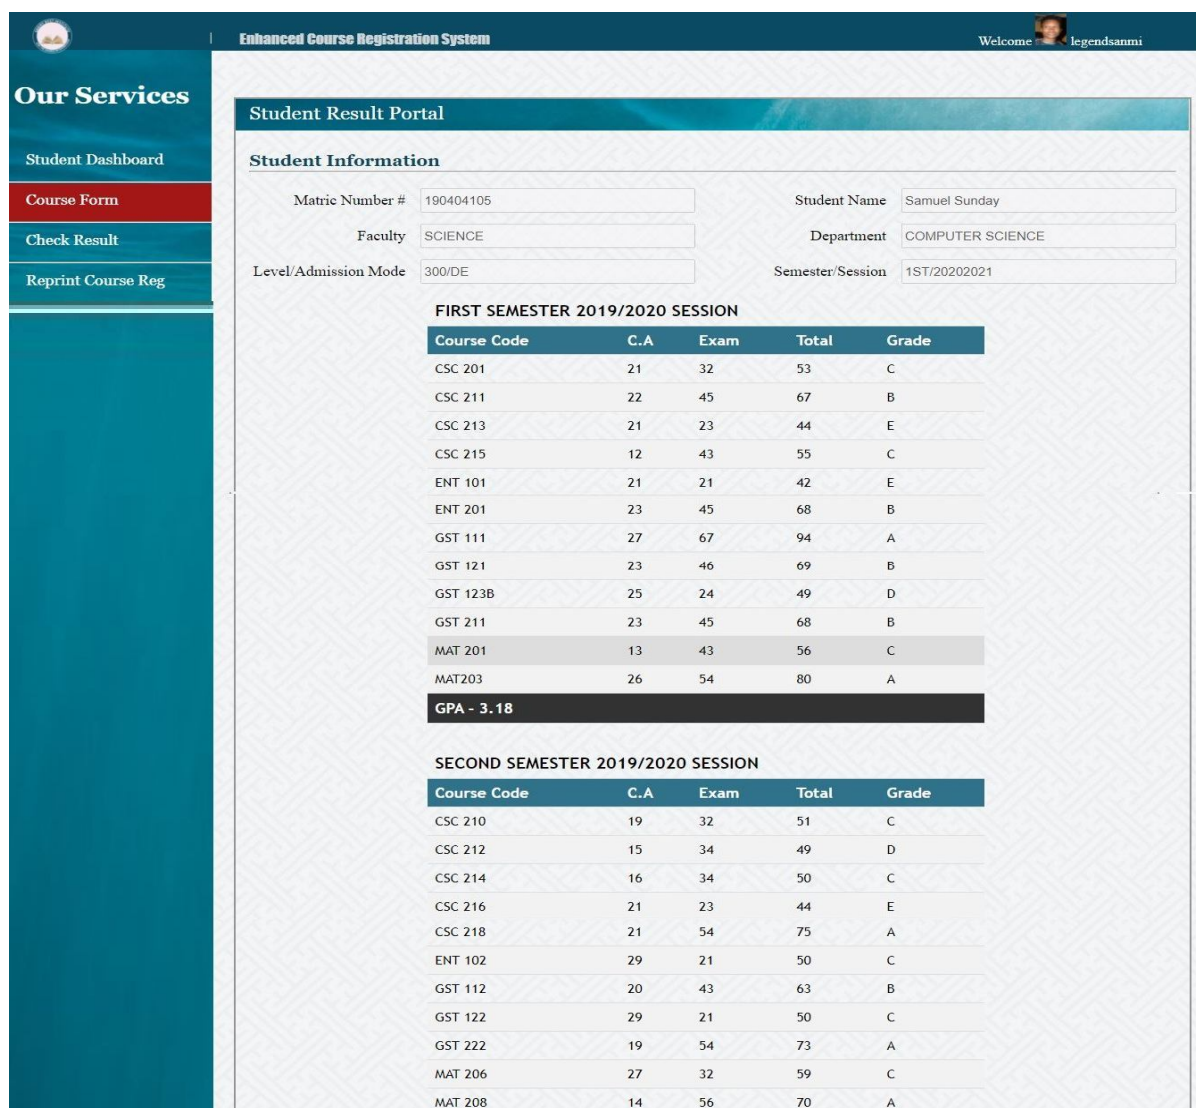 | Enhanced Course Registration System Welcome legendsanmi
Our Services
Student Dashboard
Course Form
Check Result
Reprint Course Reg
Student Result Portal
Student Information
Matric Number # 190404105 Student Name Samuel Sunday
Faculty SCIENCE Department COMPUTER SCIENCE
Level/Admission Mode 300/DE Semester/Session 1ST/20202021
FIRST SEMESTER 2019/2020 SESSION
Course Code C.A Exam Total Grade
CSC 201 21 32 53 C
CSC 211 22 45 67 B
CSC 213 21 23 44 E
CSC 215 12 43 55 C
ENT 101 21 21 42 E
ENT 201 23 45 68 B
GST 111 27 67 94 A
GST 121 23 46 69 B
GST 123B 25 24 49 D
GST 211 23 45 68 B
MAT 201 13 43 56 C
MAT203 26 54 80 A
GPA - 3.18
SECOND SEMESTER 2019/2020 SESSION
Course Code C.A Exam Total Grade
CSC 210 19 32 51 C
CSC 212 15 34 49 D
CSC 214 16 34 50 C
CSC 216 21 23 44 E
CSC 218 21 54 75 A
ENT 102 29 21 50 C
GST 112 20 43 63 B
GST 122 29 21 50 C
GST 222 19 54 73 A
MAT 206 27 32 59 C
MAT 208 14 56 70 A